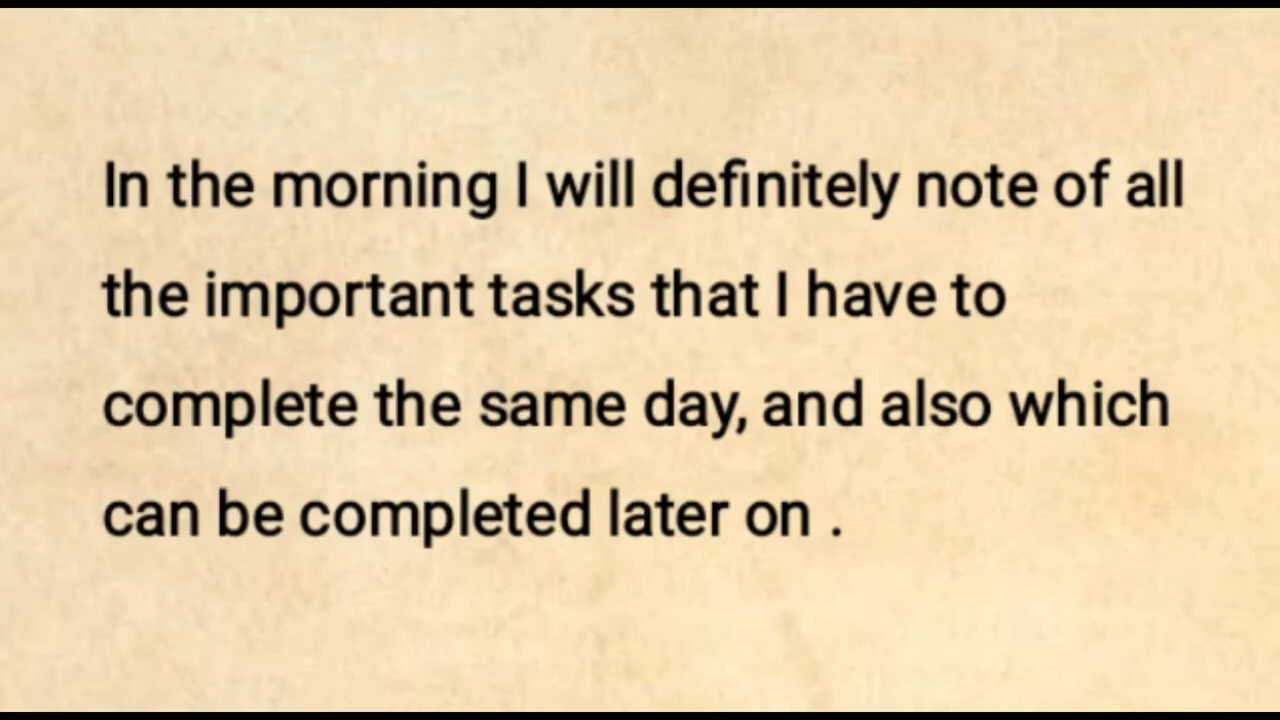 In the morning I will definitely note of all
the important tasks that I have to
complete the same day, and also which
can be completed later on .